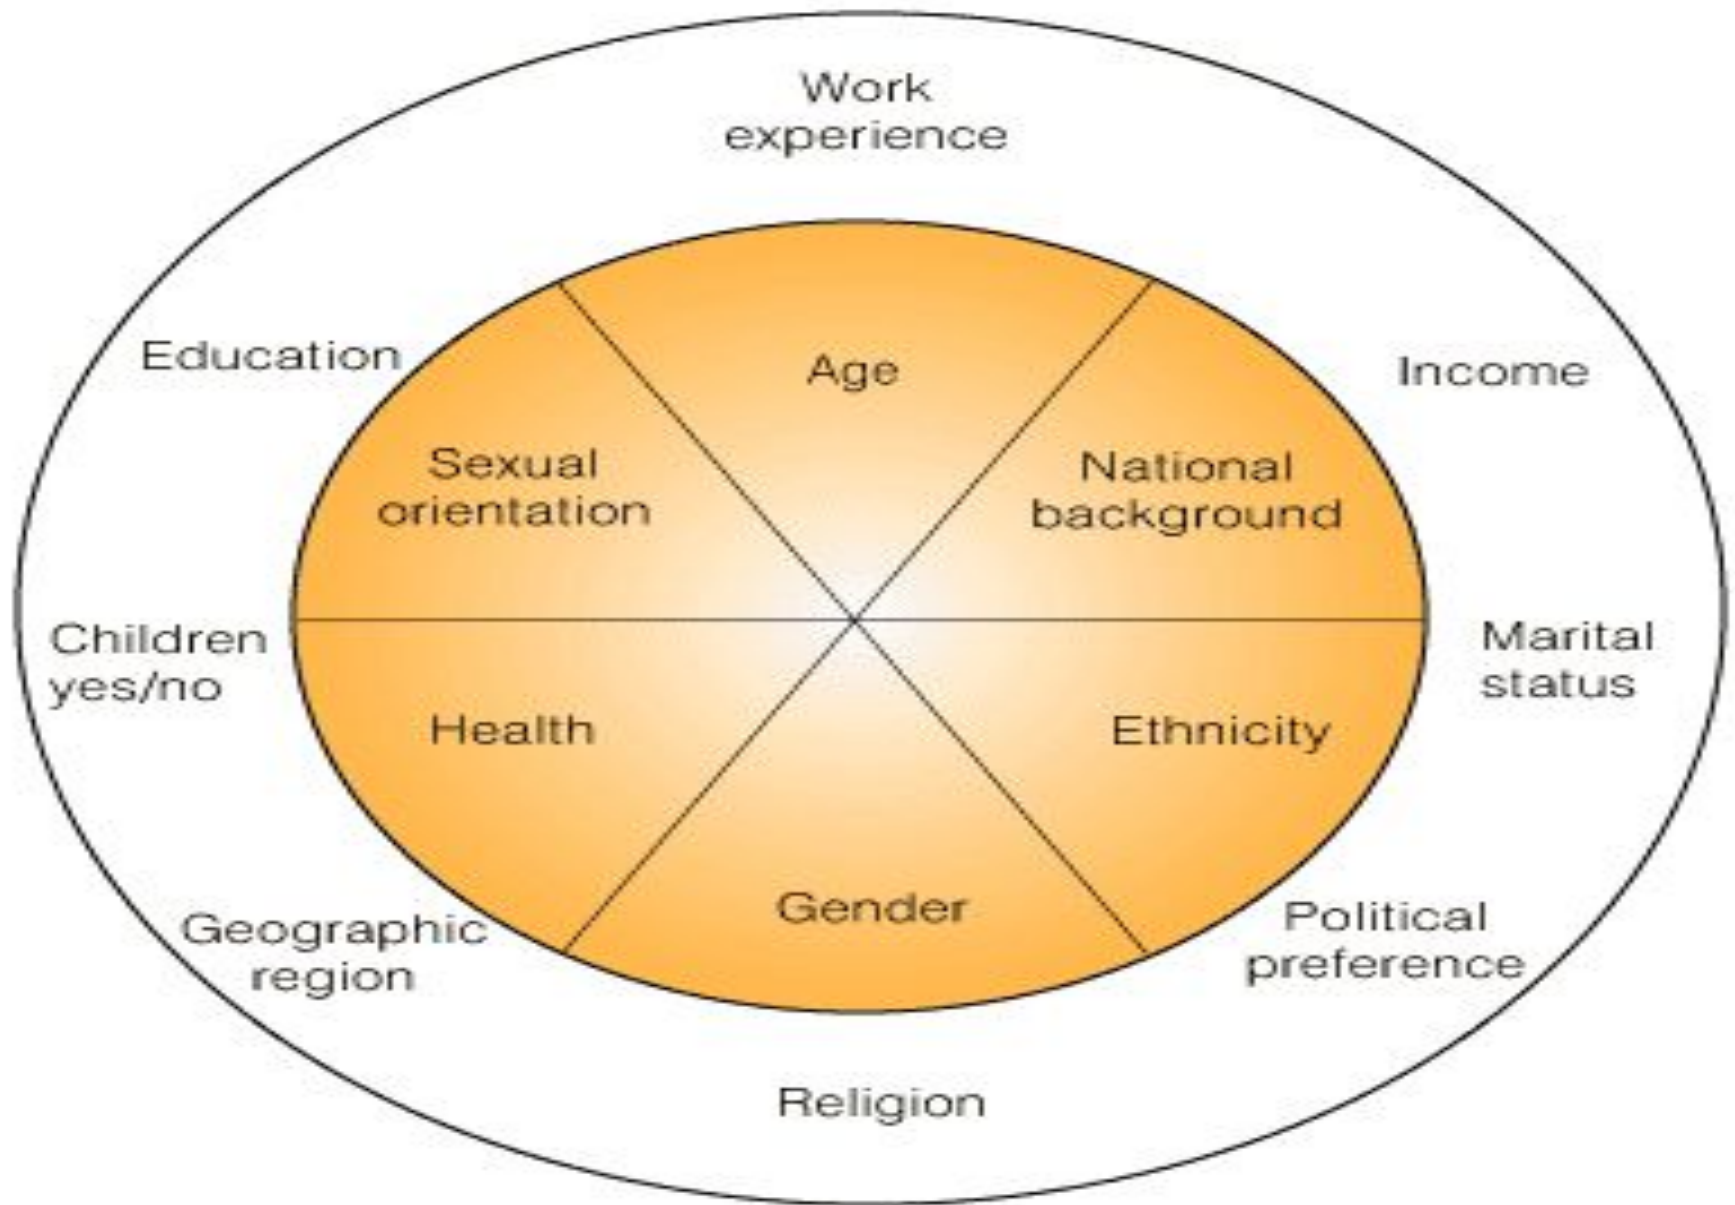 Work
experience
Education
Age
Income
Sexual
orientation
National
background
Children
yes/no
Marital
status
Health
Ethnicity
Geographic
region
Gender
Political
preference
Religion